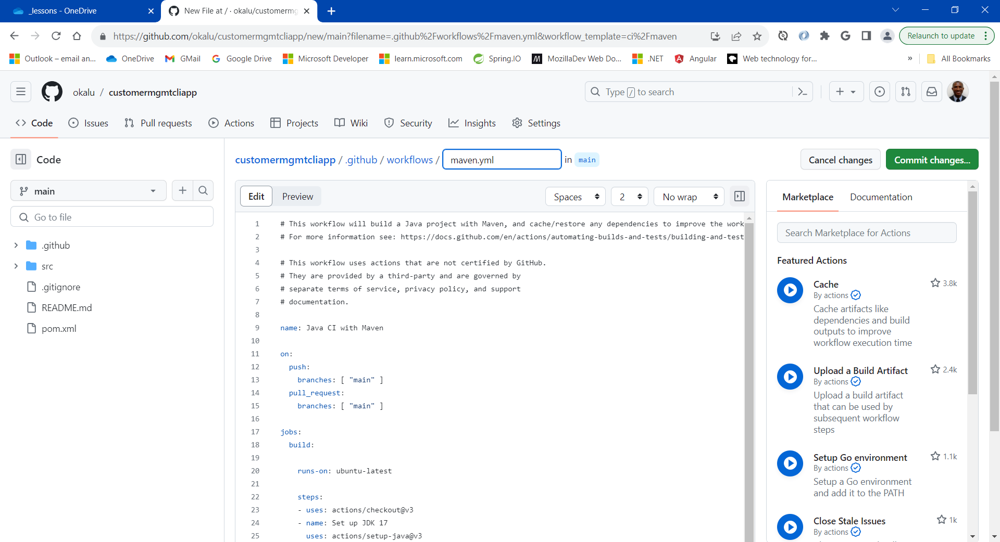 _lessons - OneDrive
New File at / · okalu/customermg
https://github.com/okalu/customermgmtcliapp/new/main?filename=.github%2Fworkflows%2Fmaven.yml&workflow_template=ci%2Fmaven
Relaunch to update
Outlook – email an...
OneDrive
GMail
Google Drive
Microsoft Developer
learn.microsoft.com
Spring.IO
MozillaDev Web Do...
.NET
Angular
Web technology for...
»
All Bookmarks
okalu / customermgmtcliapp
Type / to search
Code
Issues
Pull requests
Actions
Projects
Wiki
Security
Insights
Settings
Code
main
Go to file
.github
src
.gitignore
README.md
pom.xml
customermgmtcliapp / .github / workflows / maven.yml in main
Cancel changes
Commit changes...
Edit
Preview
Spaces
2
No wrap
1 # This workflow will build a Java project with Maven, and cache/restore any dependencies to improve the work
2 # For more information see: https://docs.github.com/en/actions/automating-builds-and-tests/building-and-test
3
4 # This workflow uses actions that are not certified by GitHub.
5 # They are provided by a third-party and are governed by
6 # separate terms of service, privacy policy, and support
7 # documentation.
8
9 name: Java CI with Maven
10
11 on:
12 push:
13 branches: [ "main" ]
14 pull_request:
15 branches: [ "main" ]
16
17 jobs:
18 build:
19
20 runs-on: ubuntu-latest
21
22 steps:
23 - uses: actions/checkout@v3
24 - name: Set up JDK 17
25 uses: actions/setup-java@v3
Marketplace
Documentation
Search Marketplace for Actions
Featured Actions
Cache
3.8k
By actions
Cache artifacts like
dependencies and build
outputs to improve
workflow execution time
Upload a Build Artifact
2.4k
By actions
Upload a build artifact
that can be used by
subsequent workflow
steps
Setup Go environment
1.1k
By actions
Setup a Go environment
and add it to the PATH
Close Stale Issues
1k
By actions